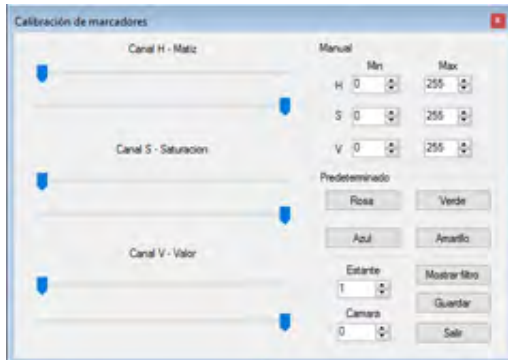 Calibración de marcadores
Canal H - Matiz
Canal S - Saturacion
Canal V - Valor
Manual
Min Max
H 0 255
S 0 255
V 0 255
Predeterminado
Rosa Verde
Azul Amarillo
Estante
1
Camara
0
Mostrar filtro
Guardar
Salir